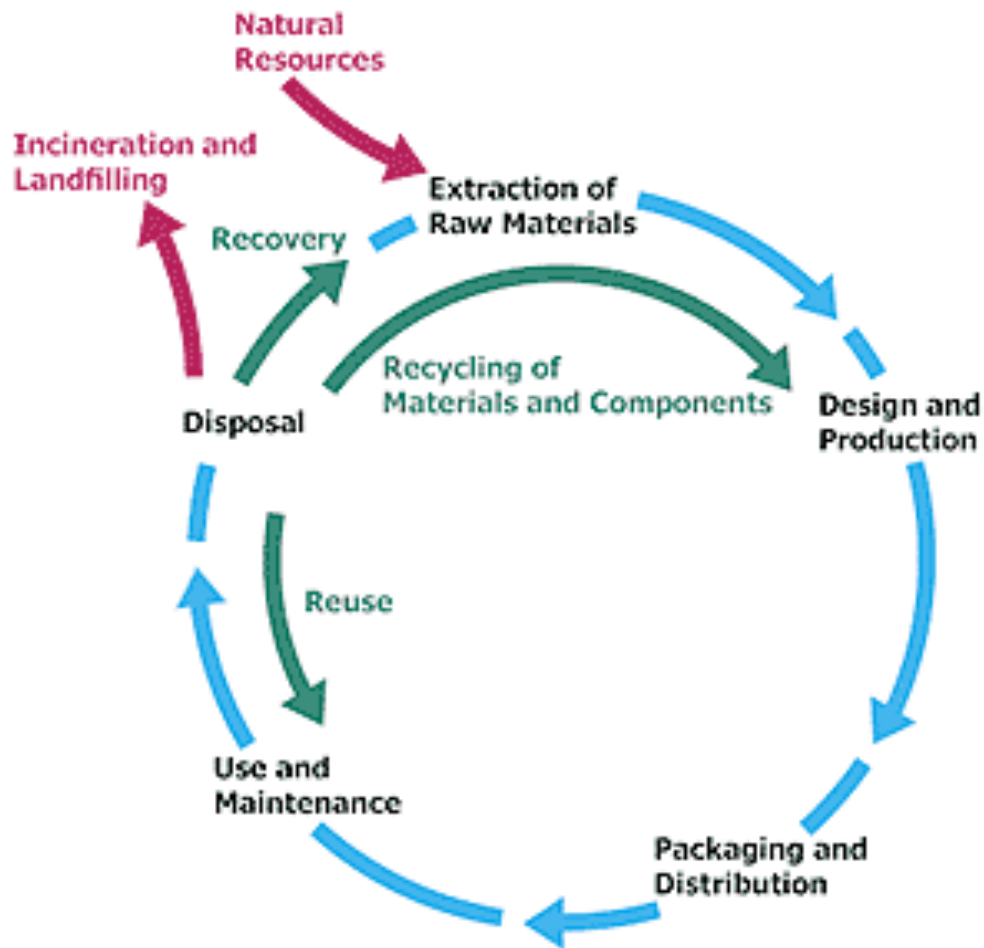 Natural
Resources
Incineration and
Landfilling
Extraction of
Raw Materials
Recovery
Recycling of
Materials and Components
Disposal
Design and
Production
Reuse
Use and
Maintenance
Packaging and
Distribution